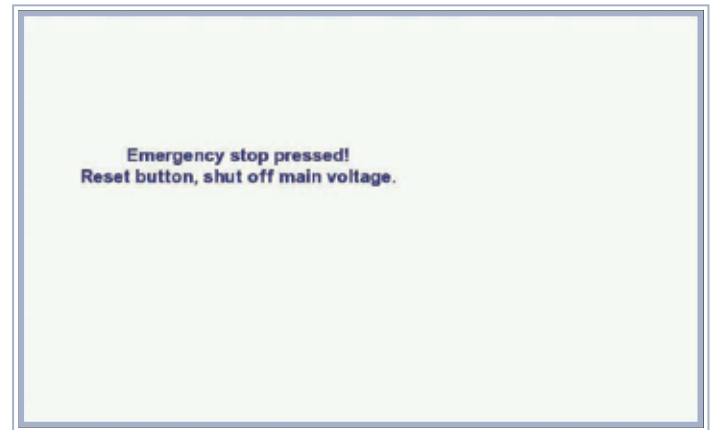 Emergency stop pressed!
Reset button, shut off main voltage.